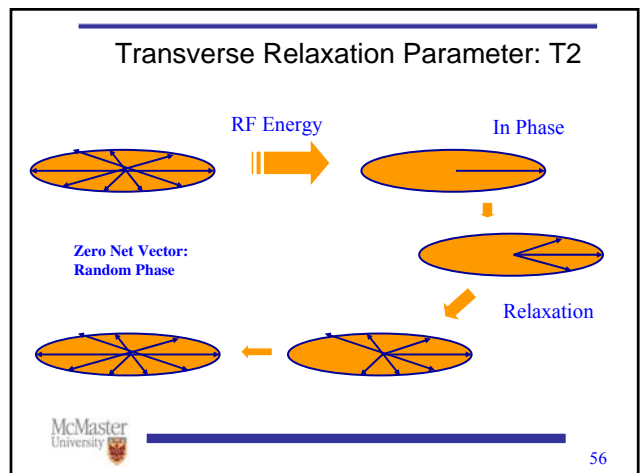 Transverse Relaxation Parameter: T2
RF Energy
In Phase
Zero Net Vector:
Random Phase
Relaxation
McMaster
University
56